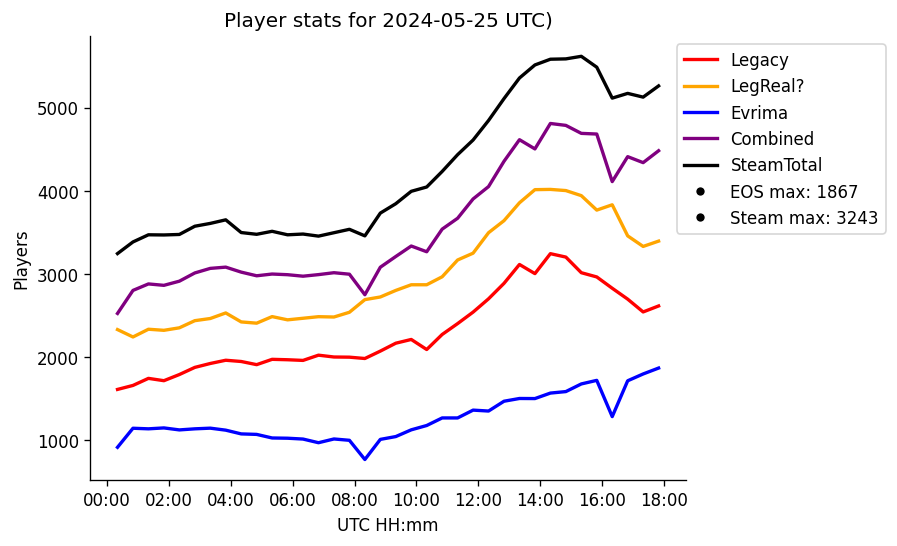 Player stats for 2024-05-25 UTC)
Legacy
LegReal?
Evrima
Combined
SteamTotal
EOS max: 1867
Steam max: 3243
Players
5000
4000
3000
2000
1000
00:00 02:00 04:00 06:00 08:00 10:00 12:00 14:00 16:00 18:00
UTC HH:mm